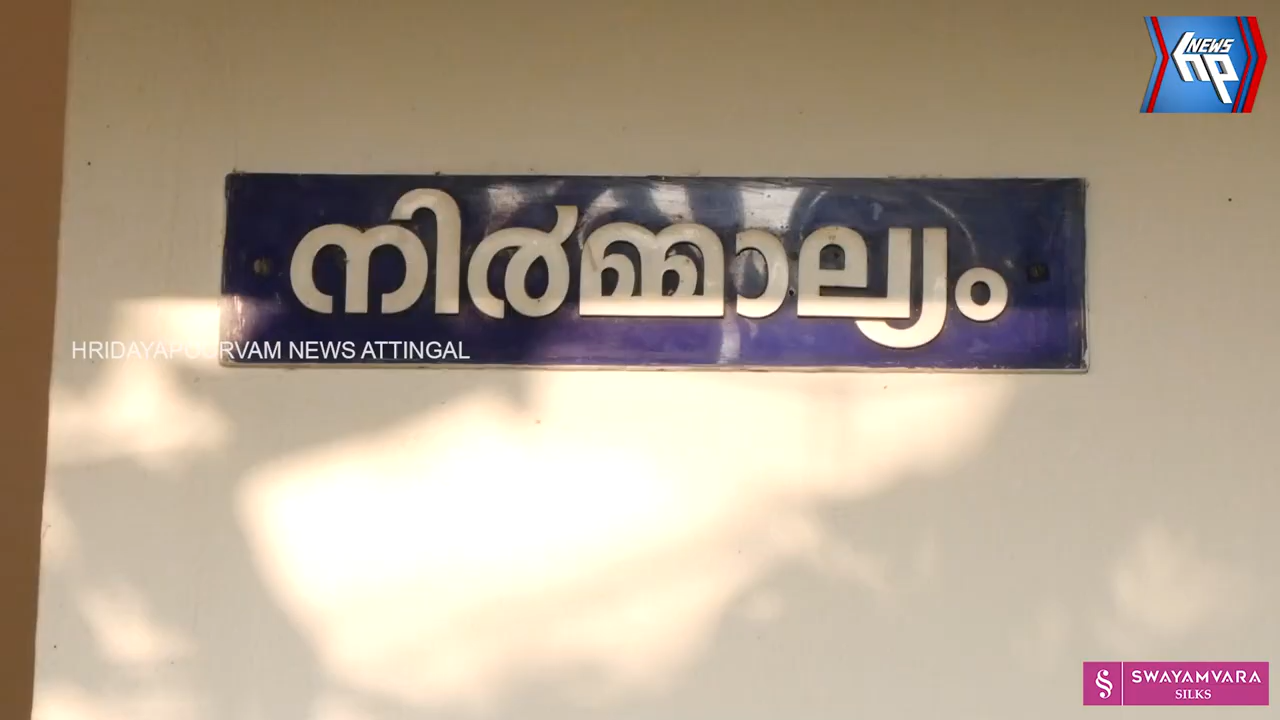 NEWS
hp
നിർമ്മാല്യം
HRIDAYAPOORVAM NEWS ATTINGAL
SWAYAMVARA
SILKS